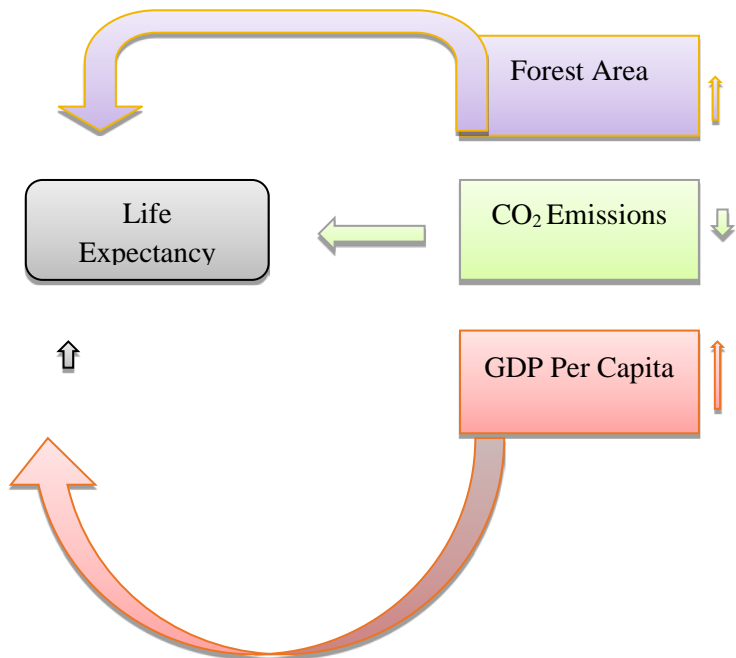 Forest Area
Life
Expectancy
CO₂ Emissions
GDP Per Capita